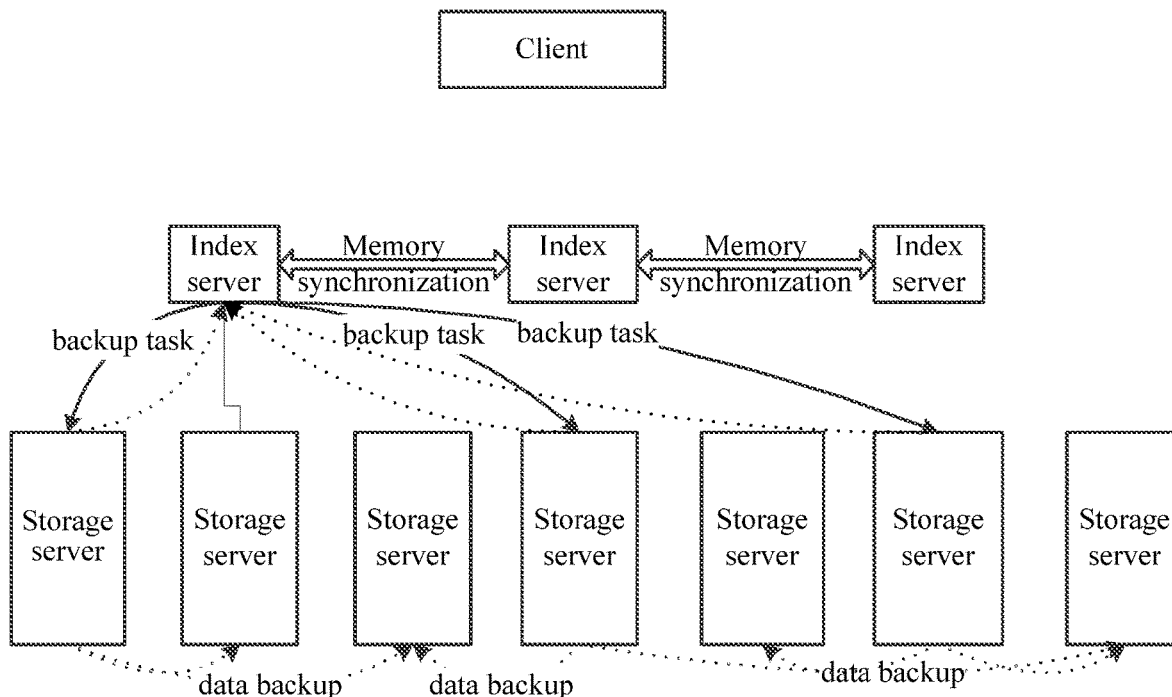 Client
Index
server
Memory
synchronization
Index
server
Memory
synchronization
Index
server
backup task
backup task
backup task
Storage
server
Storage
server
Storage
server
Storage
server
Storage
server
Storage
server
Storage
server
data backup
data backup
data backup